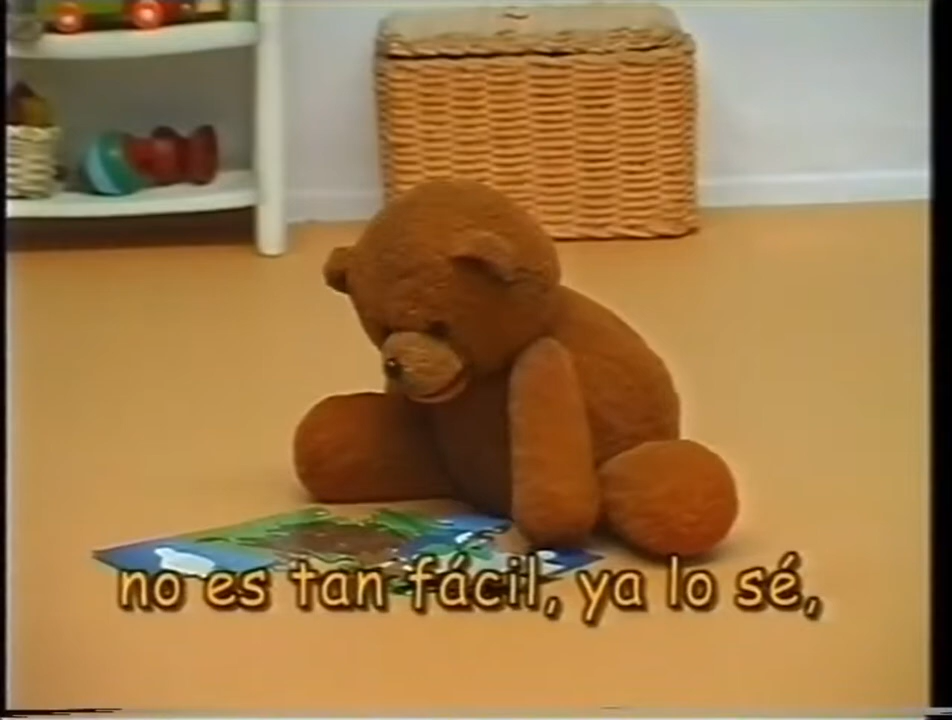 no es tan fácil, ya lo sé,